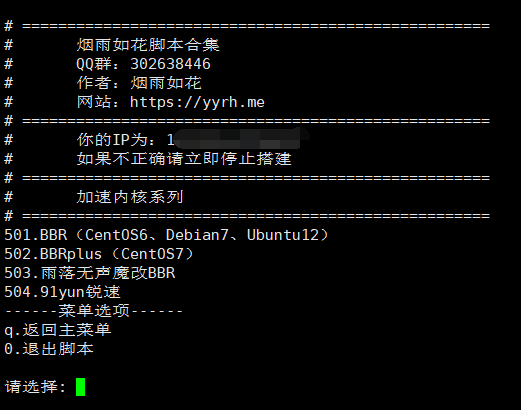 # ====================================================
# 烟雨如花脚本合集
# QQ群：302638446
# 作者：烟雨如花
# 网站：https://yyrh.me
# ====================================================
# 你的IP为：1
# 如果不正确请立即停止搭建
# ====================================================
# 加速内核系列
# ====================================================
501.BBR（CentOS6、Debian7、Ubuntu12）
502.BBRplus（CentOS7）
503.雨落无声魔改BBR
504.91yun锐速
------菜单选项------
q.返回主菜单
0.退出脚本
请选择: